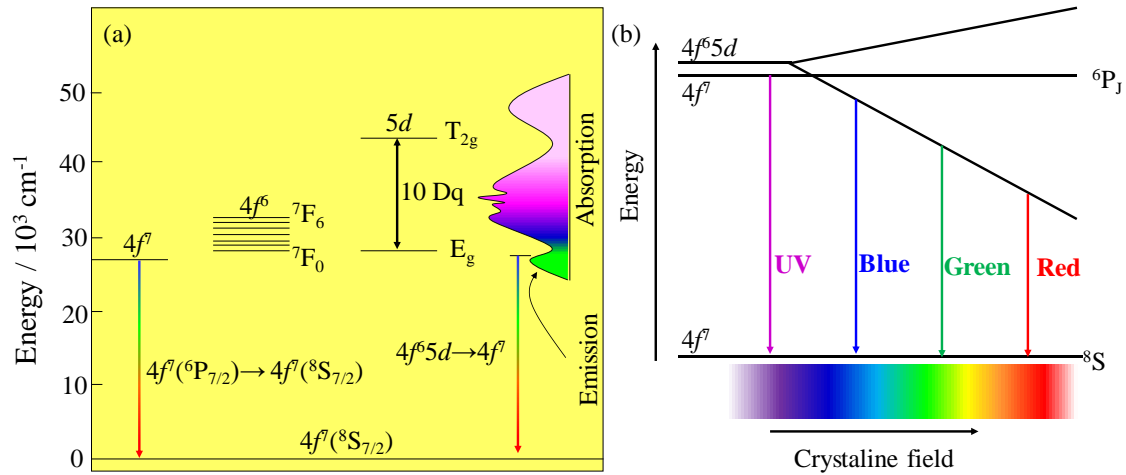 (a)
Energy / 10³ cm⁻¹
50
40
30
20
10
0
4f⁷
4f⁶
⁷F₆
⁷F₀
5d
T₂g
10 Dq
E_g
Absorption
Emission
4f⁷(⁶P₇/₂)→ 4f⁷(⁸S₇/₂)
4f⁶5d→4f⁷
4f⁷(⁸S₇/₂)
(b)
Energy
4f⁶5d
4f⁷
⁶P_J
UV
Blue
Green
Red
4f⁷
⁸S
Crystaline field